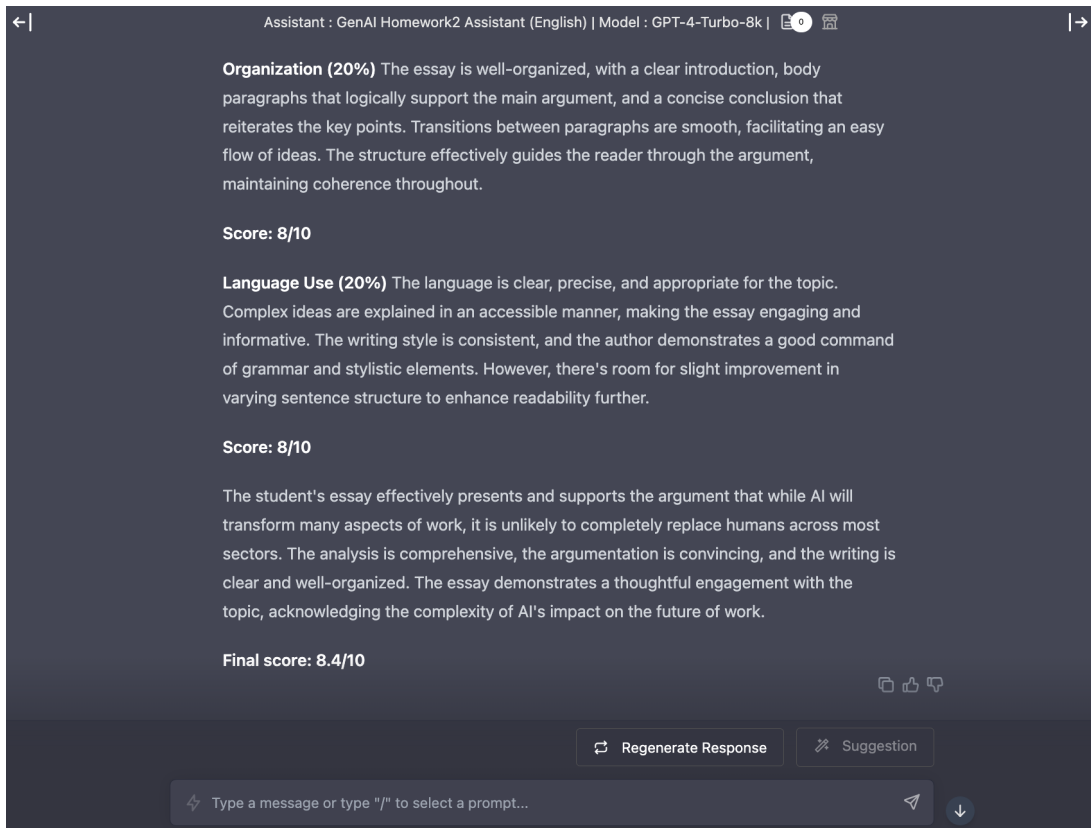 Assistant : GenAI Homework2 Assistant (English) | Model : GPT-4-Turbo-8k | 0
Organization (20%) The essay is well-organized, with a clear introduction, body
paragraphs that logically support the main argument, and a concise conclusion that
reiterates the key points. Transitions between paragraphs are smooth, facilitating an easy
flow of ideas. The structure effectively guides the reader through the argument,
maintaining coherence throughout.
Score: 8/10
Language Use (20%) The language is clear, precise, and appropriate for the topic.
Complex ideas are explained in an accessible manner, making the essay engaging and
informative. The writing style is consistent, and the author demonstrates a good command
of grammar and stylistic elements. However, there's room for slight improvement in
varying sentence structure to enhance readability further.
Score: 8/10
The student's essay effectively presents and supports the argument that while AI will
transform many aspects of work, it is unlikely to completely replace humans across most
sectors. The analysis is comprehensive, the argumentation is convincing, and the writing is
clear and well-organized. The essay demonstrates a thoughtful engagement with the
topic, acknowledging the complexity of AI's impact on the future of work.
Final score: 8.4/10
Regenerate Response
Suggestion
Type a message or type "/" to select a prompt...